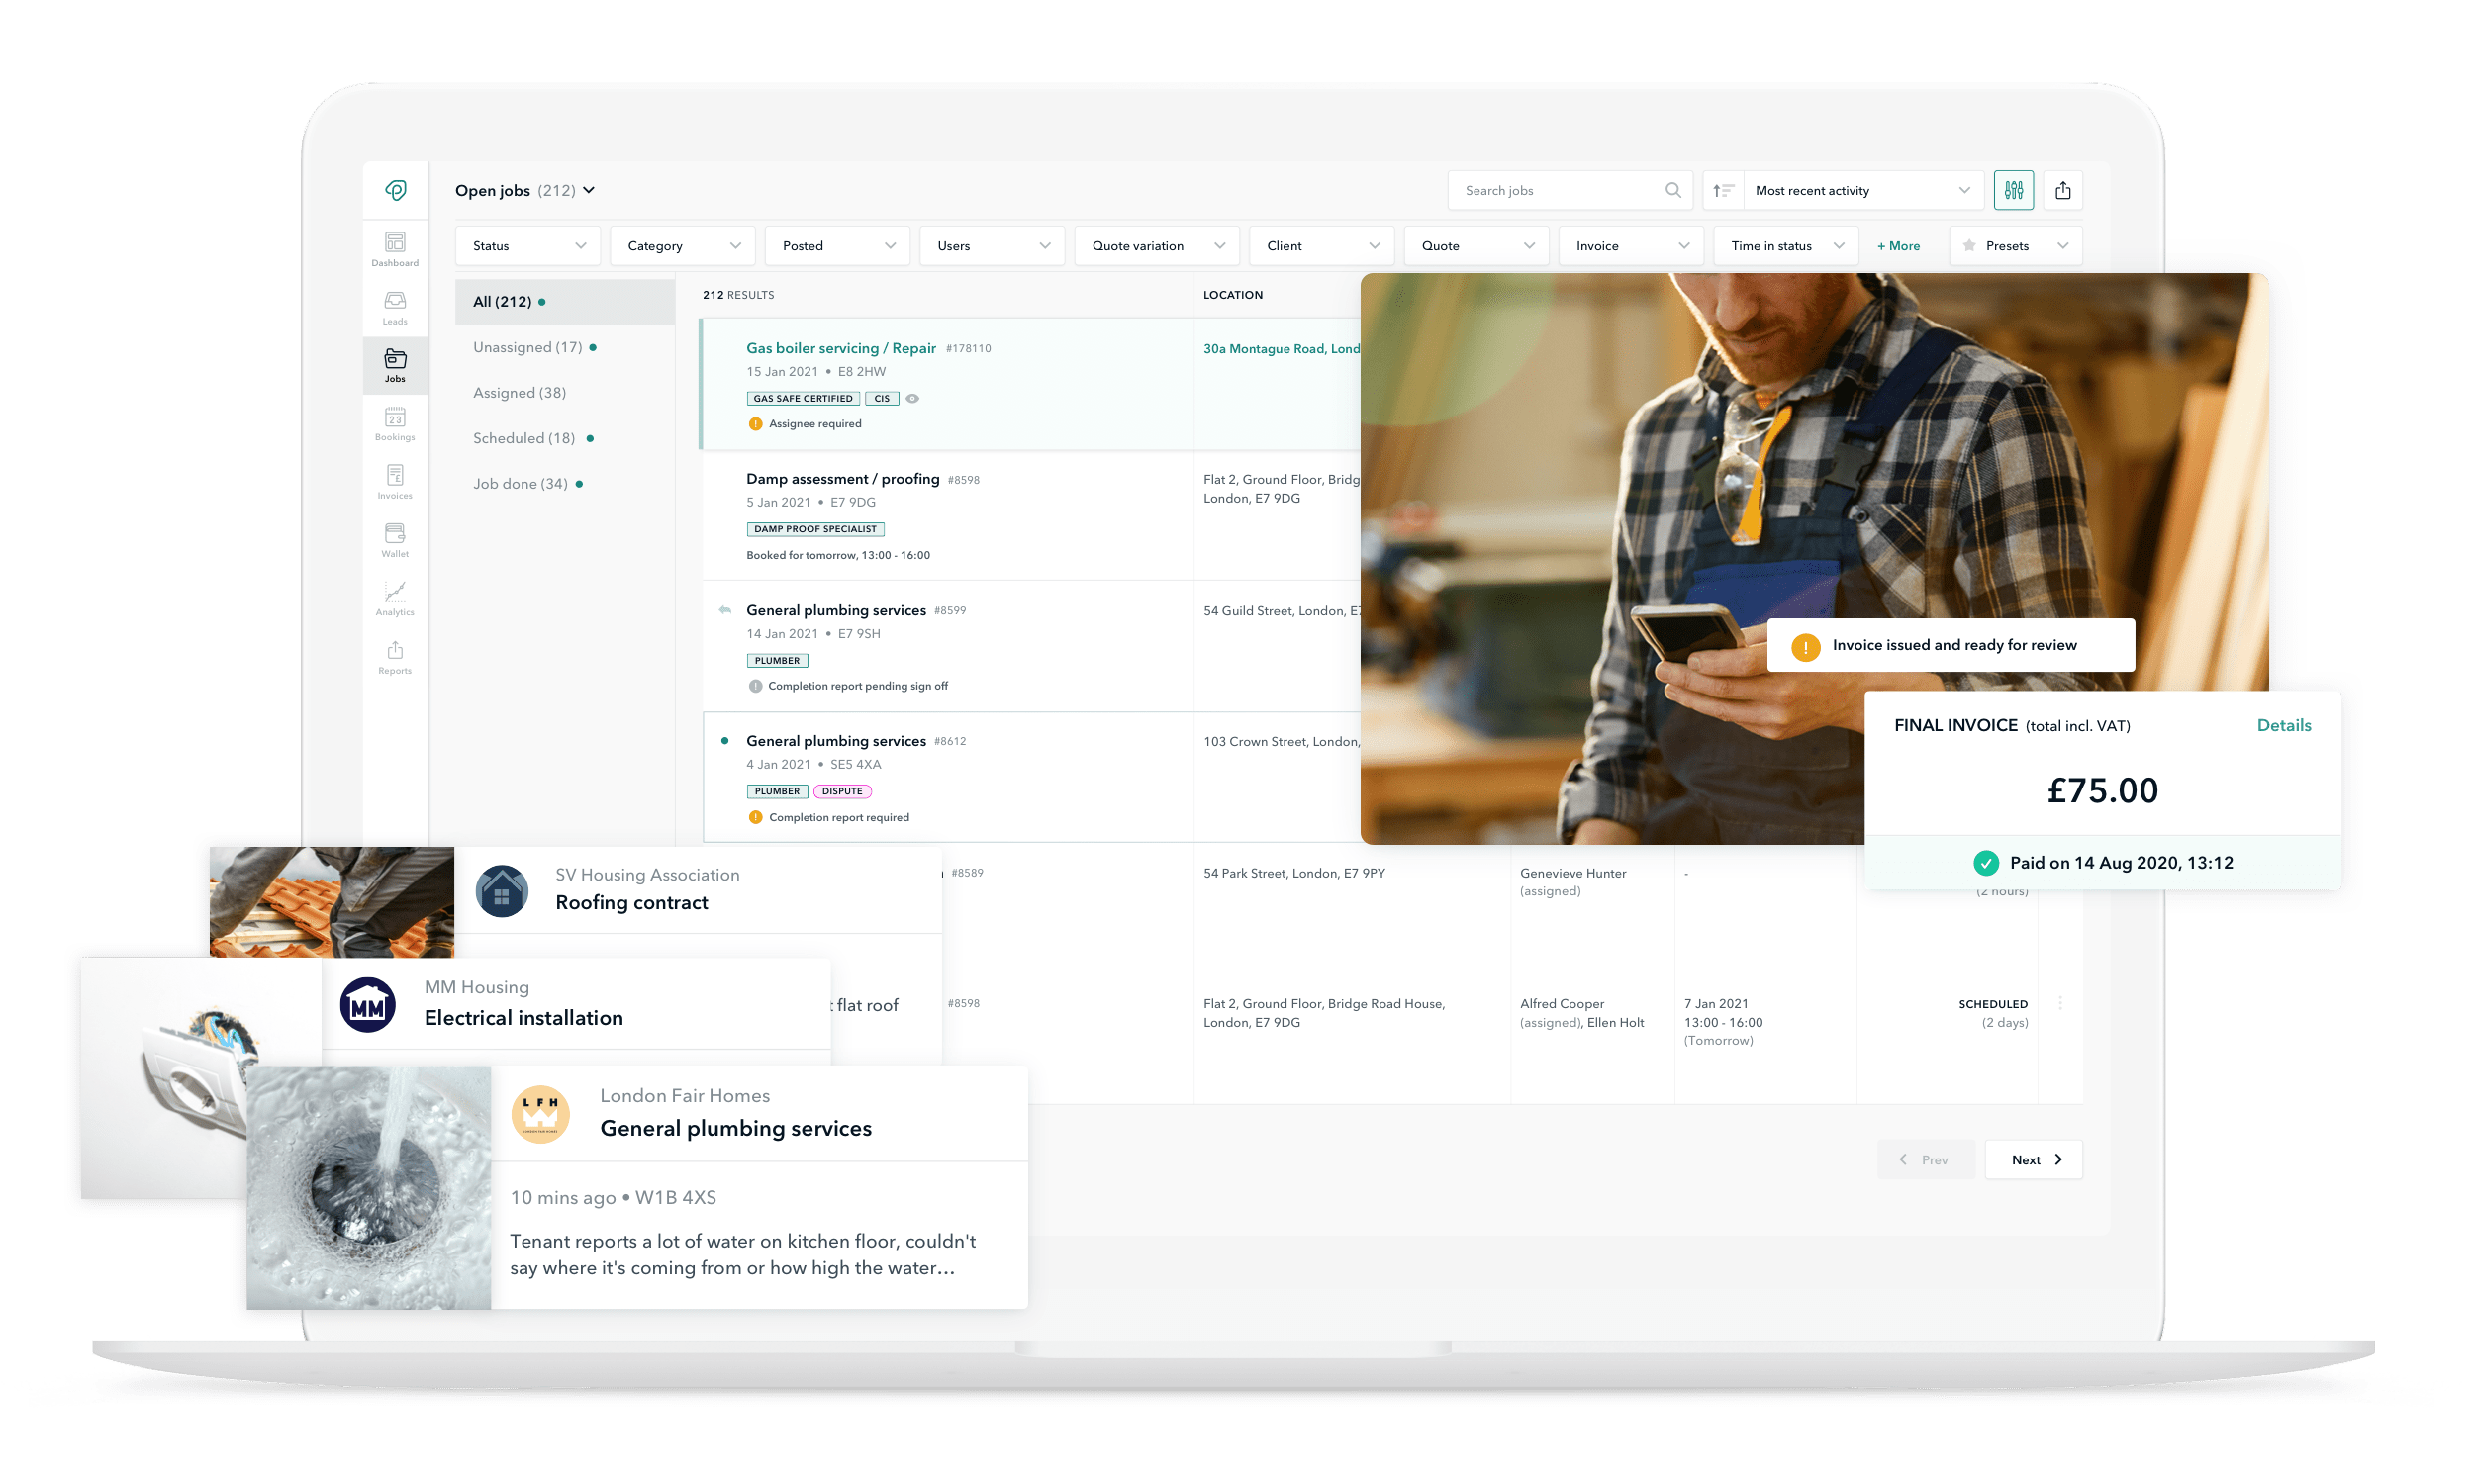 Open jobs (212)
Search jobs
Most recent activity
Status
Category
Posted
Users
Quote variation
Client
Quote
Invoice
Time in status
+ More
Presets
Dashboard
Leads
Jobs
23
Bookings
Invoices
Wallet
Analytics
Reports
All (212)
Unassigned (17)
Assigned (38)
Scheduled (18)
Job done (34)
212 RESULTS
LOCATION
Gas boiler servicing / Repair #178110
15 Jan 2021 • E8 2HW
GAS SAFE CERTIFIED CIS
Assignee required
30a Montague Road, Lond
Damp assessment / proofing #8598
5 Jan 2021 • E7 9DG
DAMP PROOF SPECIALIST
Booked for tomorrow, 13:00 - 16:00
Flat 2, Ground Floor, Bridg
London, E7 9DG
General plumbing services #8599
14 Jan 2021 • E7 9SH
PLUMBER
Completion report pending sign off
54 Guild Street, London, E7
General plumbing services #8612
4 Jan 2021 • SE5 4XA
PLUMBER DISPUTE
Completion report required
103 Crown Street, London,
Invoice issued and ready for review
FINAL INVOICE (total incl. VAT)
Details
£75.00
Paid on 14 Aug 2020, 13:12
#8589
54 Park Street, London, E7 9PY
Genevieve Hunter
(assigned)
-
(2 hours)
#8598
Flat 2, Ground Floor, Bridge Road House,
London, E7 9DG
Alfred Cooper
(assigned), Ellen Holt
7 Jan 2021
13:00 - 16:00
(Tomorrow)
SCHEDULED
(2 days)
Prev
Next
SV Housing Association
Roofing contract
flat roof
MM
MM Housing
Electrical installation
LFH
London Fair Homes
General plumbing services
10 mins ago • W1B 4XS
Tenant reports a lot of water on kitchen floor, couldn't
say where it's coming from or how high the water…